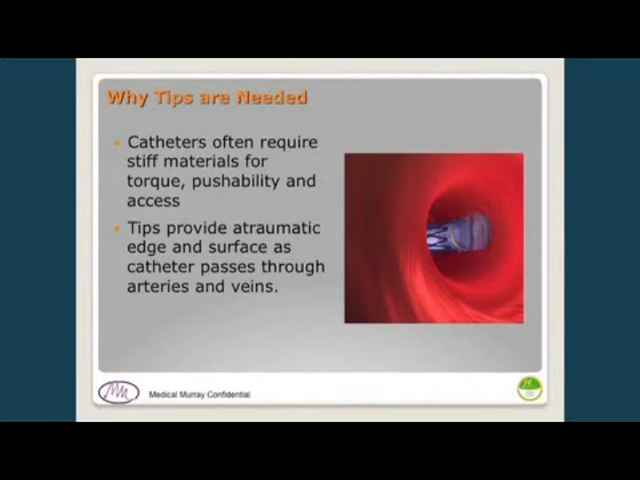 Why Tips are Needed
Catheters often require
stiff materials for
torque, pushability and
access
Tips provide atraumatic
edge and surface as
catheter passes through
arteries and veins.
Medical Murray Confidential